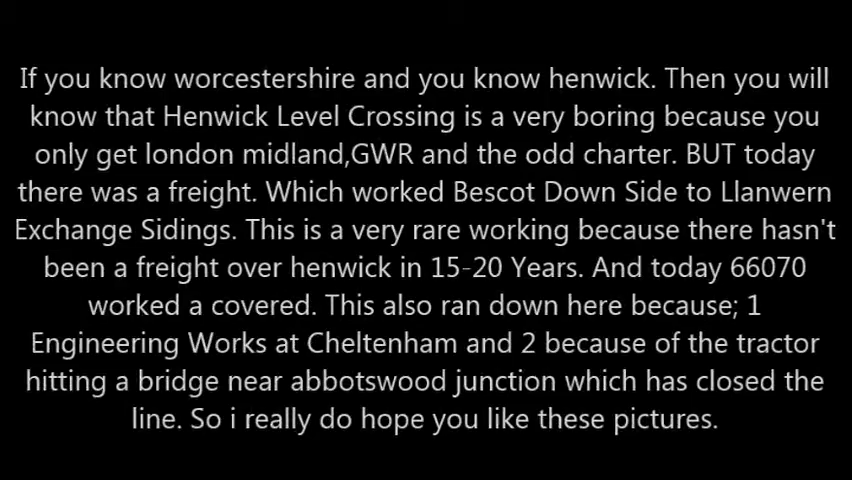 If you know worcestershire and you know henwick. Then you will
know that Henwick Level Crossing is a very boring because you
only get london midland,GWR and the odd charter. BUT today
there was a freight. Which worked Bescot Down Side to Llanwern
Exchange Sidings. This is a very rare working because there hasn't
been a freight over henwick in 15-20 Years. And today 66070
worked a covered. This also ran down here because; 1
Engineering Works at Cheltenham and 2 because of the tractor
hitting a bridge near abbotswood junction which has closed the
line. So i really do hope you like these pictures.